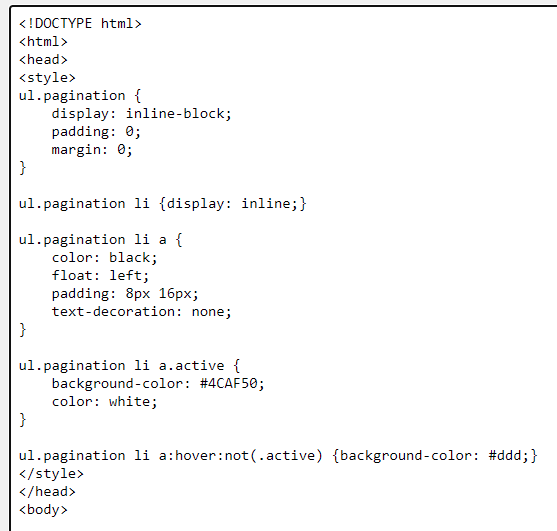 <!DOCTYPE html>
<html>
<head>
<style>
ul.pagination {
    display: inline-block;
    padding: 0;
    margin: 0;
}

ul.pagination li {display: inline;}

ul.pagination li a {
    color: black;
    float: left;
    padding: 8px 16px;
    text-decoration: none;
}

ul.pagination li a.active {
    background-color: #4CAF50;
    color: white;
}

ul.pagination li a:hover:not(.active) {background-color: #ddd;}
</style>
</head>
<body>